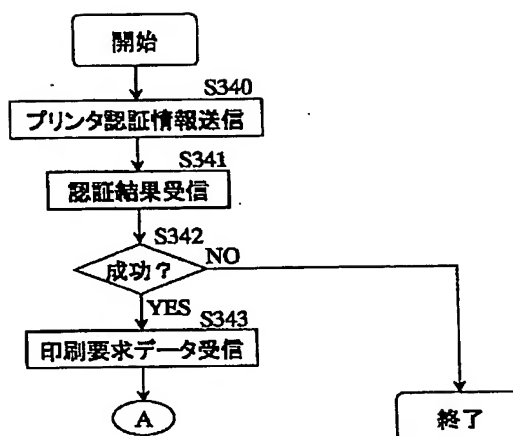 開始
S340
プリンタ認証情報送信
S341
認証結果受信
S342
成功？
NO
YES
S343
印刷要求データ受信
A
終了